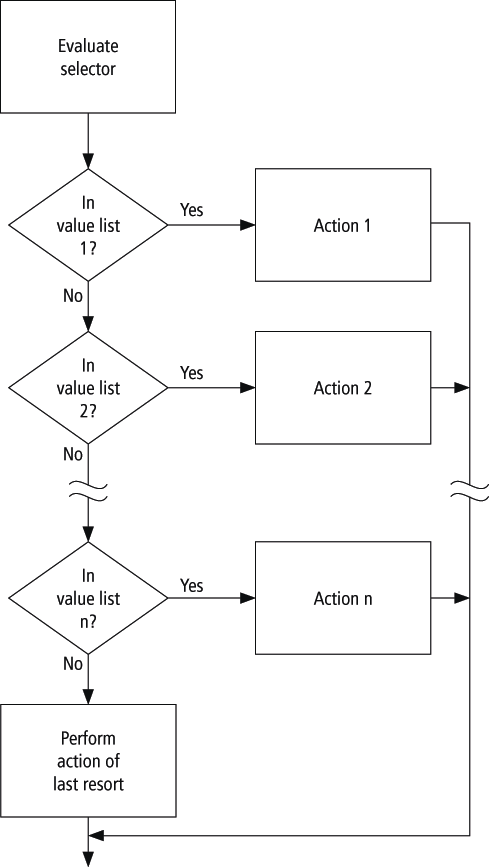 Evaluate
selector
In
value list
1?
Yes
Action 1
No
In
value list
2?
Yes
Action 2
No
In
value list
n?
Yes
Action n
No
Perform
action of
last resort